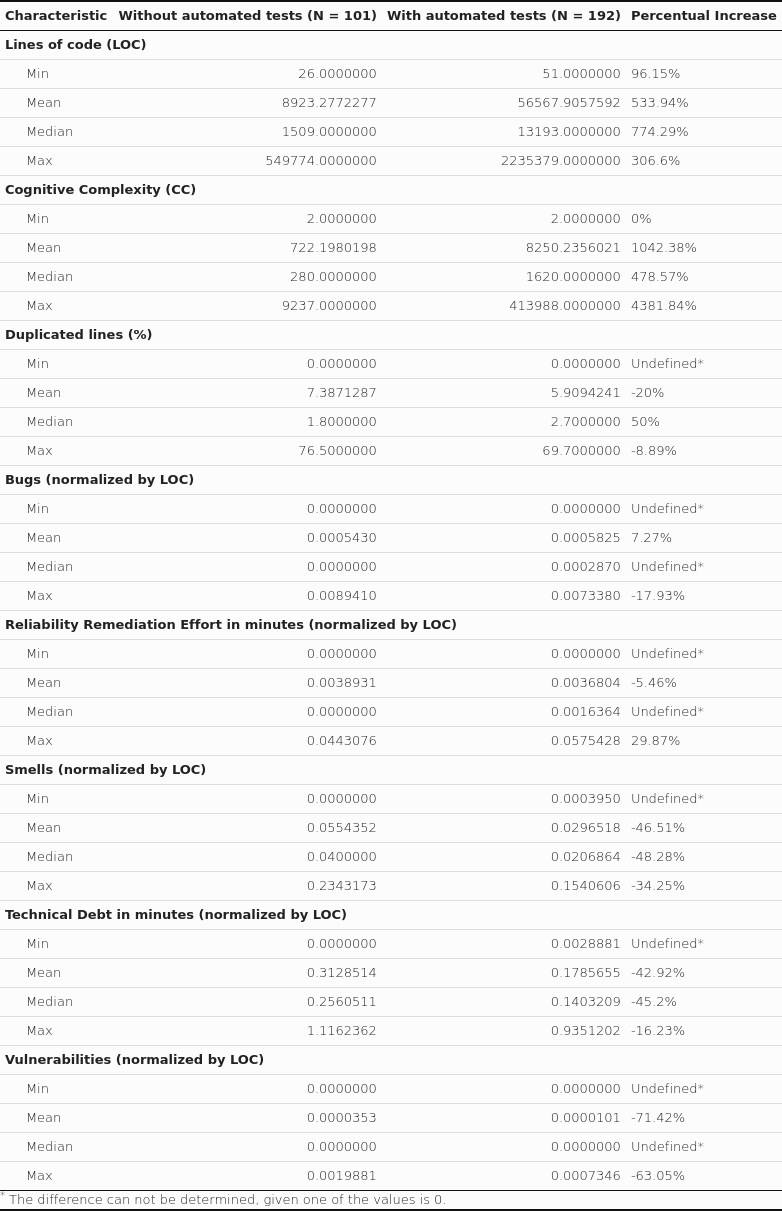 Characteristic Without automated tests (N = 101) With automated tests (N = 192) Percentual Increase
Lines of code (LOC)
Min 26.0000000 51.0000000 96.15%
Mean 8923.2772277 56567.9057592 533.94%
Median 1509.0000000 13193.0000000 774.29%
Max 549774.0000000 2235379.0000000 306.6%
Cognitive Complexity (CC)
Min 2.0000000 2.0000000 0%
Mean 722.1980198 8250.2356021 1042.38%
Median 280.0000000 1620.0000000 478.57%
Max 9237.0000000 413988.0000000 4381.84%
Duplicated lines (%)
Min 0.0000000 0.0000000 Undefined*
Mean 7.3871287 5.9094241 -20%
Median 1.8000000 2.7000000 50%
Max 76.5000000 69.7000000 -8.89%
Bugs (normalized by LOC)
Min 0.0000000 0.0000000 Undefined*
Mean 0.0005430 0.0005825 7.27%
Median 0.0000000 0.0002870 Undefined*
Max 0.0089410 0.0073380 -17.93%
Reliability Remediation Effort in minutes (normalized by LOC)
Min 0.0000000 0.0000000 Undefined*
Mean 0.0038931 0.0036804 -5.46%
Median 0.0000000 0.0016364 Undefined*
Max 0.0443076 0.0575428 29.87%
Smells (normalized by LOC)
Min 0.0000000 0.0003950 Undefined*
Mean 0.0554352 0.0296518 -46.51%
Median 0.0400000 0.0206864 -48.28%
Max 0.2343173 0.1540606 -34.25%
Technical Debt in minutes (normalized by LOC)
Min 0.0000000 0.0028881 Undefined*
Mean 0.3128514 0.1785655 -42.92%
Median 0.2560511 0.1403209 -45.2%
Max 1.1162362 0.9351202 -16.23%
Vulnerabilities (normalized by LOC)
Min 0.0000000 0.0000000 Undefined*
Mean 0.0000353 0.0000101 -71.42%
Median 0.0000000 0.0000000 Undefined*
Max 0.0019881 0.0007346 -63.05%
* The difference can not be determined, given one of the values is 0.